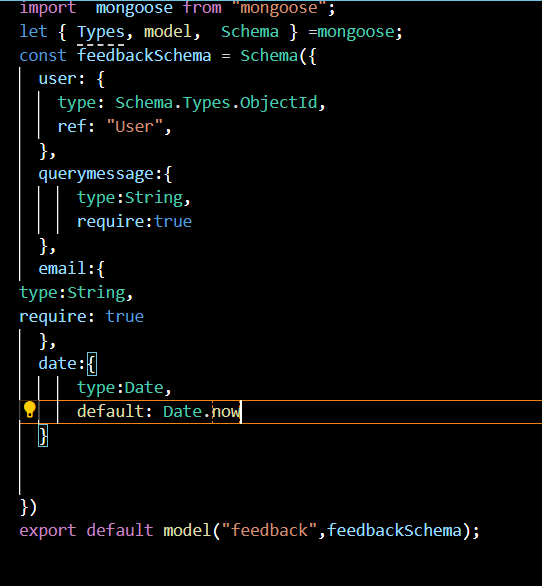 import  mongoose from "mongoose";
let { Types, model,  Schema } =mongoose;
const feedbackSchema = Schema({
  user: {
    type: Schema.Types.ObjectId,
    ref: "User",
  },
  querymessage:{
      type:String,
      require:true
  },
  email:{
type:String,
require: true
  },
  date:{
      type:Date,
      default: Date.now
  }
})
export default model("feedback",feedbackSchema);